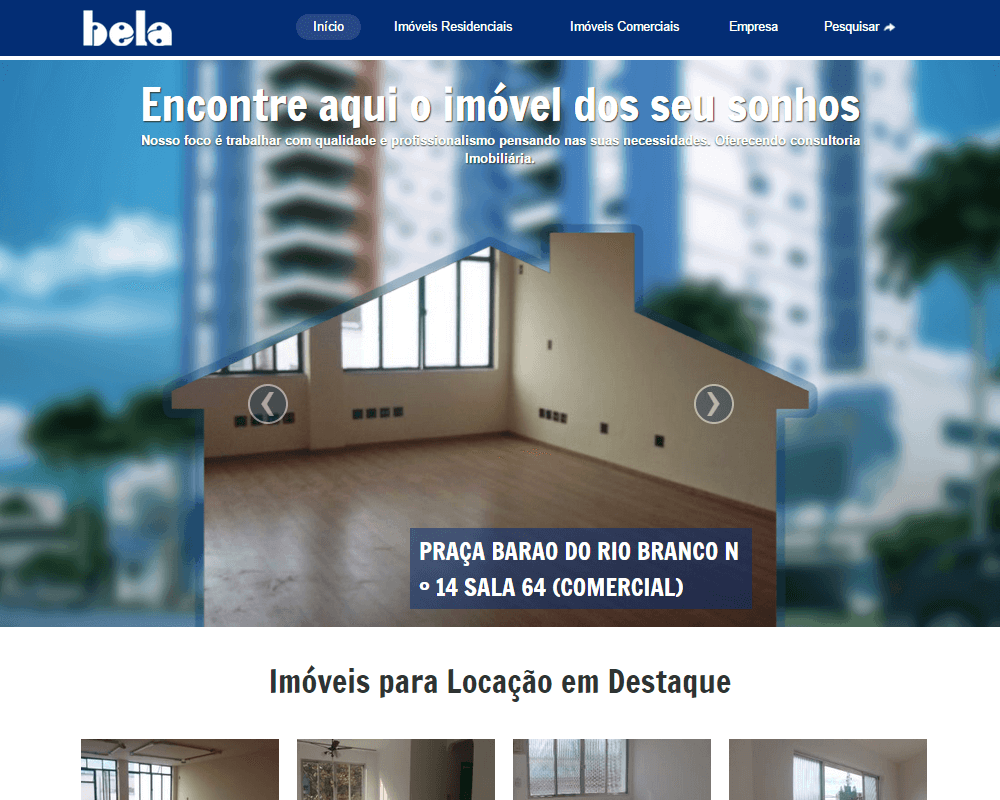 bela
Início
Imóveis Residenciais
Imóveis Comerciais
Empresa
Pesquisar
Encontre aqui o imóvel dos seu sonhos
Nosso foco é trabalhar com qualidade e profissionalismo pensando nas suas necessidades. Oferecendo consultoria
Imobiliária.
PRAÇA BARAO DO RIO BRANCO N
º 14 SALA 64 (COMERCIAL)
Imóveis para Locação em Destaque